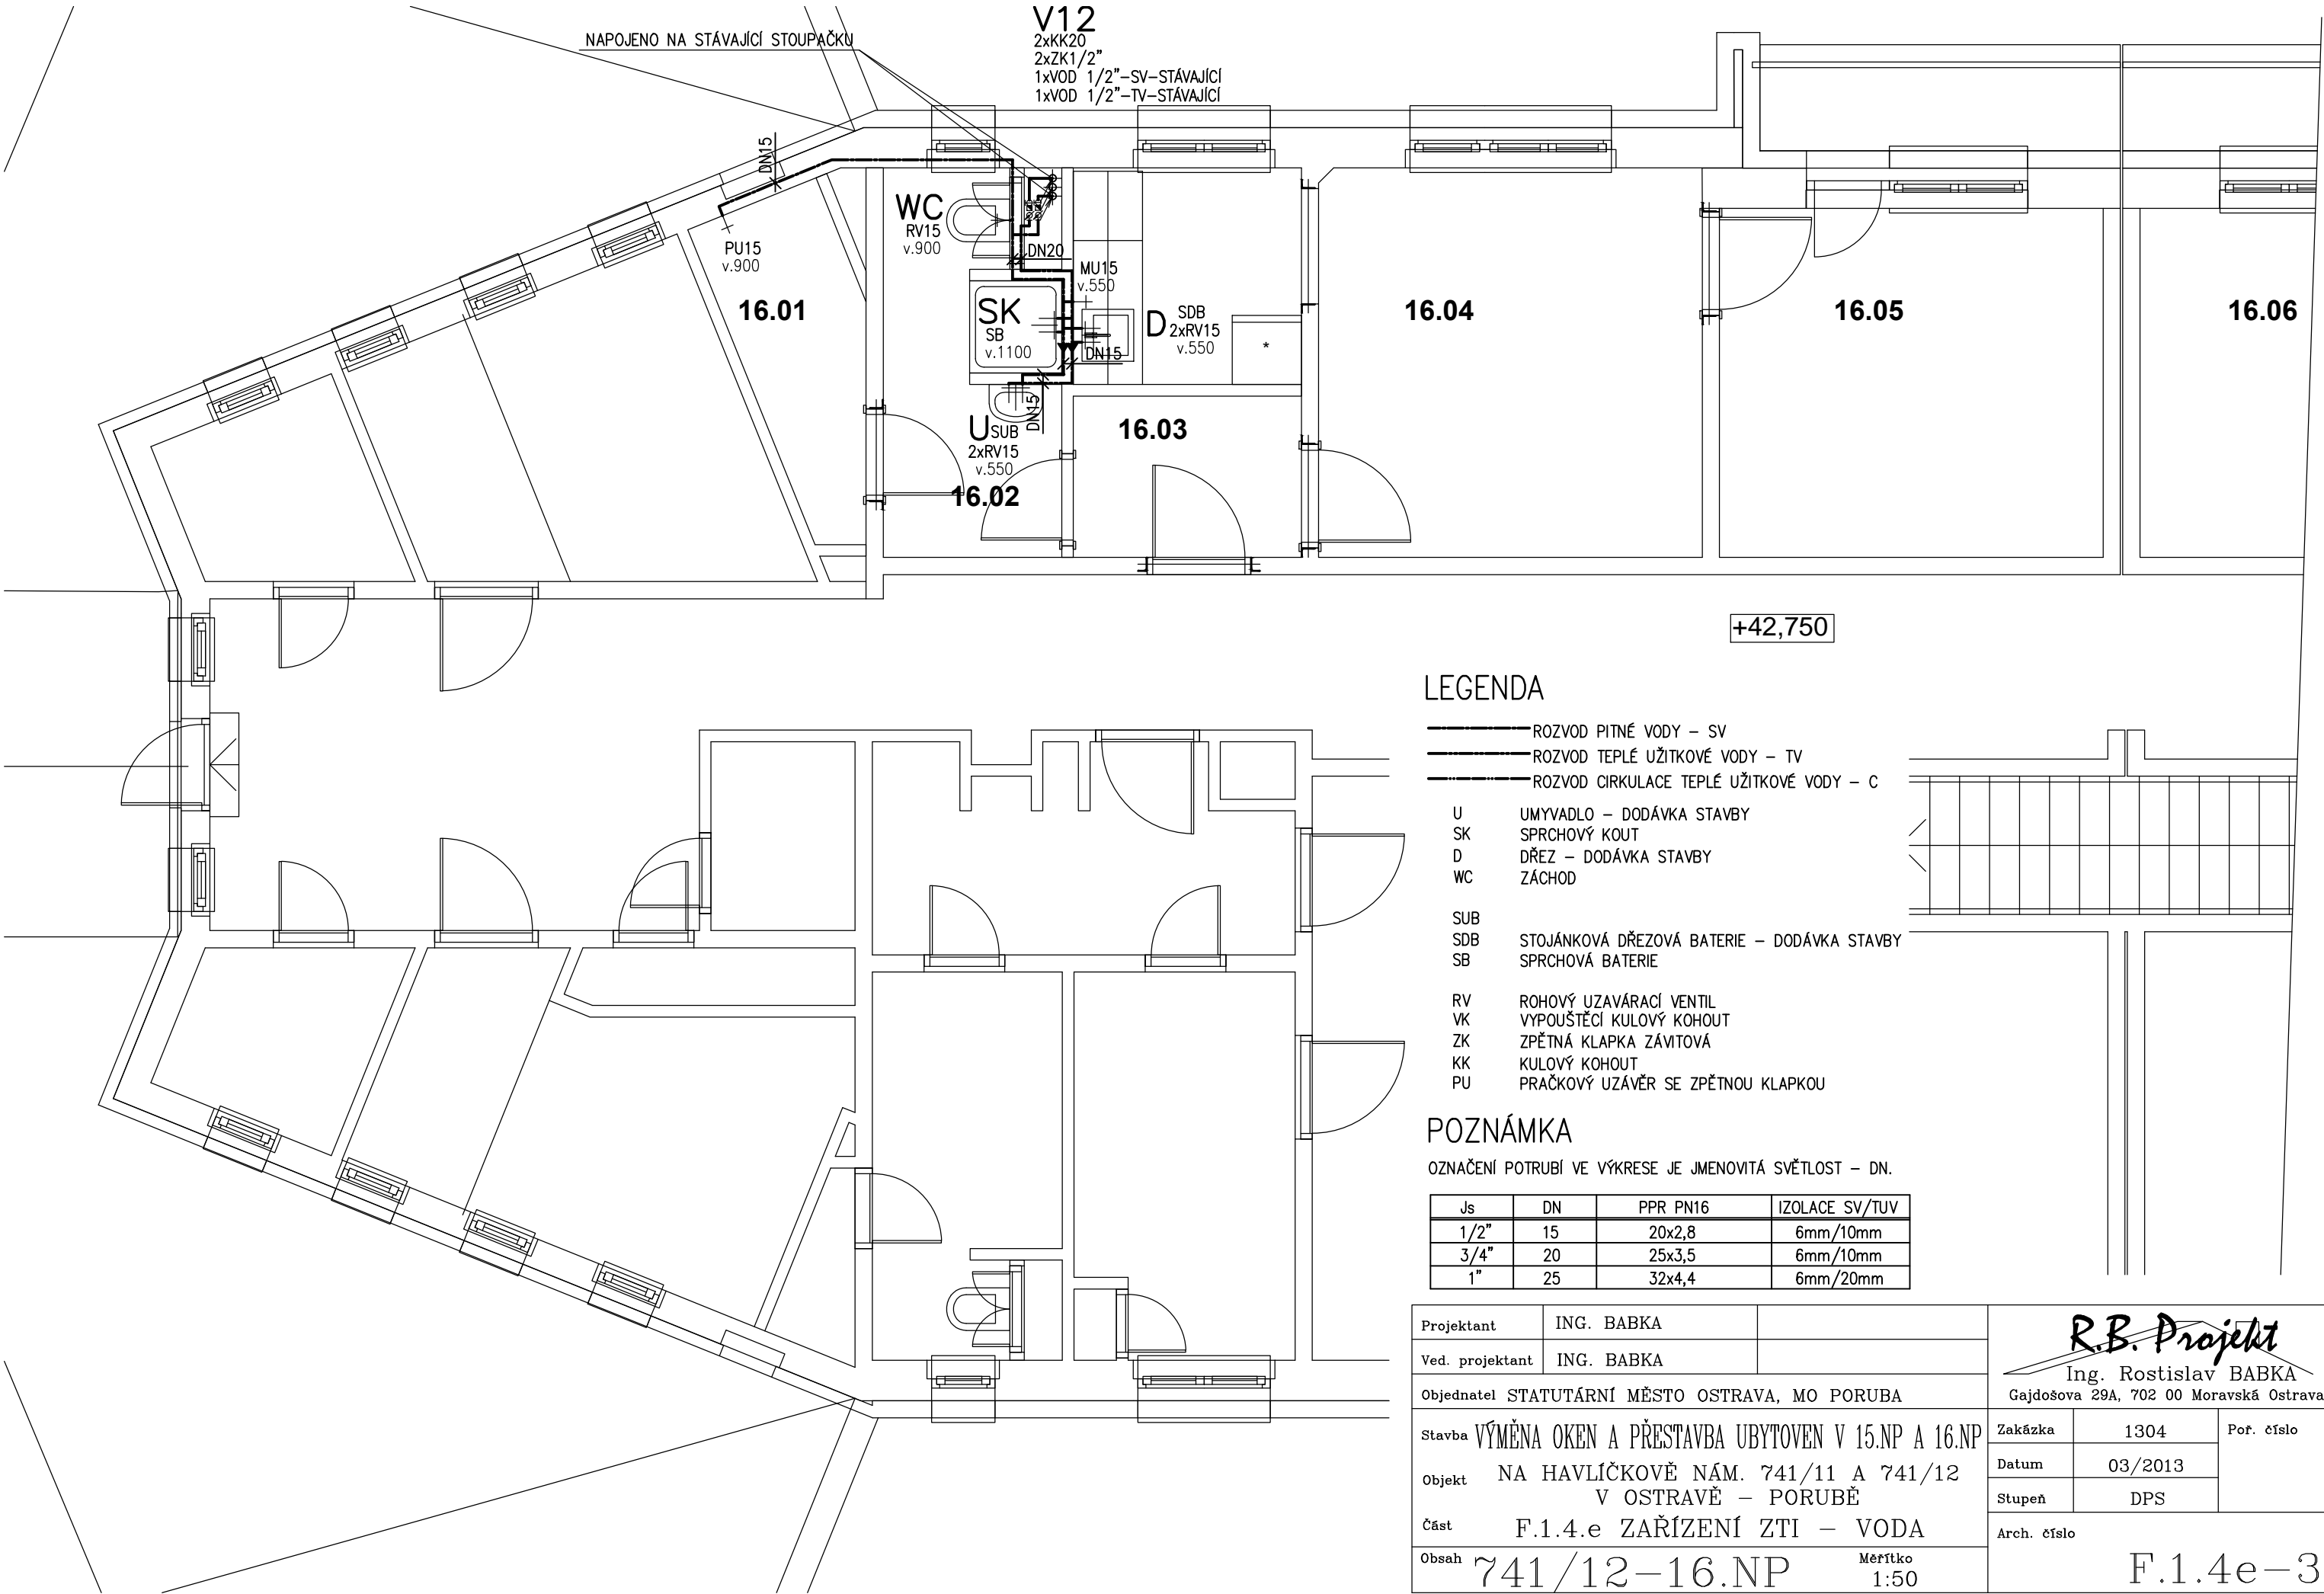 NAPOJENO NA STÁVAJÍCÍ STOUPAČKU
V12
2xKK20
2xZK1/2"
1xVOD 1/2"-SV-STÁVAJÍCÍ
1xVOD 1/2"-TV-STÁVAJÍCÍ
DN15
PU15
v.900
16.01
WC
RV15
v.900
DN20
MU15
v.550
SK
SB
v.1100
D SDB
2xRV15
v.550
*
DN15
DN15
U SUB
2xRV15
v.550
16.02
16.03
16.04
16.05
16.06
+42,750
LEGENDA
ROZVOD PITNÉ VODY – SV
ROZVOD TEPLÉ UŽITKOVÉ VODY – TV
ROZVOD CIRKULACE TEPLÉ UŽITKOVÉ VODY – C
U UMYVADLO – DODÁVKA STAVBY
SK SPRCHOVÝ KOUT
D DŘEZ – DODÁVKA STAVBY
WC ZÁCHOD
SUB
SDB STOJÁNKOVÁ DŘEZOVÁ BATERIE – DODÁVKA STAVBY
SB SPRCHOVÁ BATERIE
RV ROHOVÝ UZAVÁRACÍ VENTIL
VK VYPOUŠTĚCÍ KULOVÝ KOHOUT
ZK ZPĚTNÁ KLAPKA ZÁVITOVÁ
KK KULOVÝ KOHOUT
PU PRAČKOVÝ UZÁVĚR SE ZPĚTNOU KLAPKOU
POZNÁMKA
OZNAČENÍ POTRUBÍ VE VÝKRESE JE JMENOVITÁ SVĚTLOST – DN.
Js DN PPR PN16 IZOLACE SV/TUV
1/2" 15 20x2,8 6mm/10mm
3/4" 20 25x3,5 6mm/10mm
1" 25 32x4,4 6mm/20mm
Projektant ING. BABKA
Ved. projektant ING. BABKA
Objednatel STATUTÁRNÍ MĚSTO OSTRAVA, MO PORUBA
Stavba VÝMĚNA OKEN A PŘESTAVBA UBYTOVEN V 15.NP A 16.NP
Objekt NA HAVLÍČKOVĚ NÁM. 741/11 A 741/12
V OSTRAVĚ – PORUBĚ
Část F.1.4.e ZAŘÍZENÍ ZTI – VODA
Obsah 741/12-16.NP
Měřítko
1:50
R.B. Projekt
Ing. Rostislav BABKA
Gajdošova 29A, 702 00 Moravská Ostrava
Zakázka 1304 Poř. číslo
Datum 03/2013
Stupeň DPS
Arch. číslo
F.1.4e-3